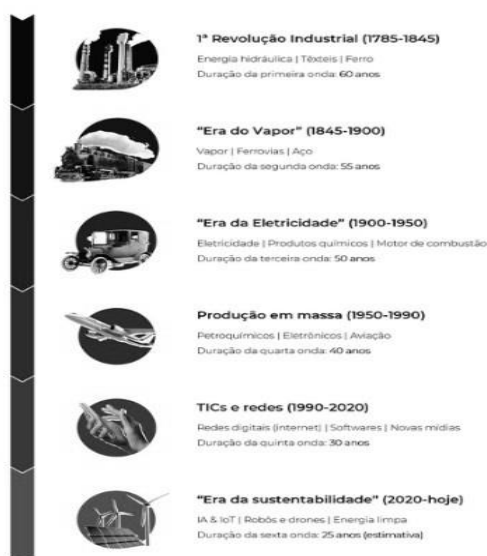 1ª Revolução Industrial (1785-1845)
Energia hidráulica | Têxteis | Ferro
Duração da primeira onda: 60 anos
“Era do Vapor” (1845-1900)
Vapor | Ferrovias | Aço
Duração da segunda onda: 55 anos
“Era da Eletricidade” (1900-1950)
Eletricidade | Produtos químicos | Motor de combustão
Duração da terceira onda: 50 anos
Produção em massa (1950-1990)
Petroquímicos | Eletrônicos | Aviação
Duração da quarta onda: 40 anos
TICs e redes (1990-2020)
Redes digitais (internet) | Softwares | Novas mídias
Duração da quinta onda: 30 anos
“Era da sustentabilidade” (2020-hoje)
IA & IoT | Robôs e drones | Energia limpa
Duração da sexta onda: 25 anos (estimativa)